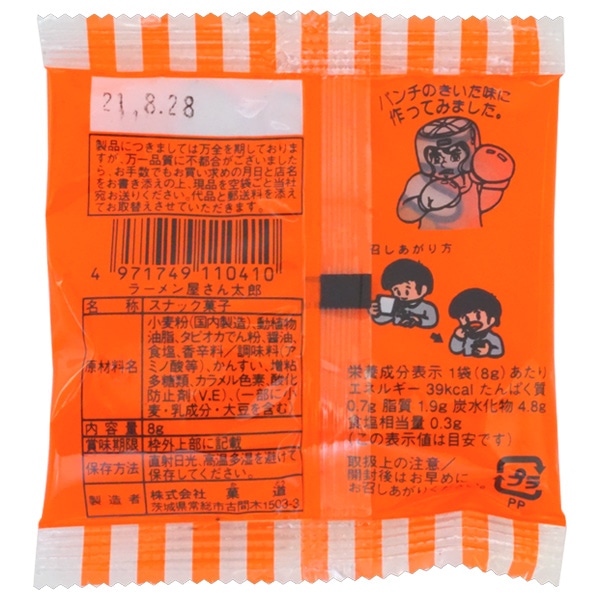 21.8.28
製品につきましては万全を期しておりま
すが、万一品質に不都合がございました
ら、お手数でもお買い求めの月日と店名
をお書き添えの上、現品を空袋ごと当社
宛お送りください。代品と郵送料を添え
てお取替えさせていただきます。
4 971749 110410
ラーメン屋さん太郎
名称 スナック菓子
原材料名 小麦粉(国内製造)、動植物
油脂、タピオカでん粉、醤油、
食塩、香辛料/調味料(ア
ミノ酸等)、かんすい、増粘
多糖類、カラメル色素、酸化
防止剤(V.E)、(一部に小
麦・乳成分・大豆を含む)
内容量 8g
賞味期限 枠外上部に記載
保存方法 直射日光、高温多湿を避けて
保存してください。
製造者 株式会社 菓道
茨城県常総市古間木1503-3
パンチのきいた味に
作ってみました。
召しあがり方
栄養成分表示 1袋(8g)あたり
エネルギー 39kcal たんぱく質
0.7g 脂質 1.9g 炭水化物 4.8g
食塩相当量 0.3g
(この表示値は目安です)
取扱上の注意/
開封後はお早めに
お召しあがりください
プラ
PP